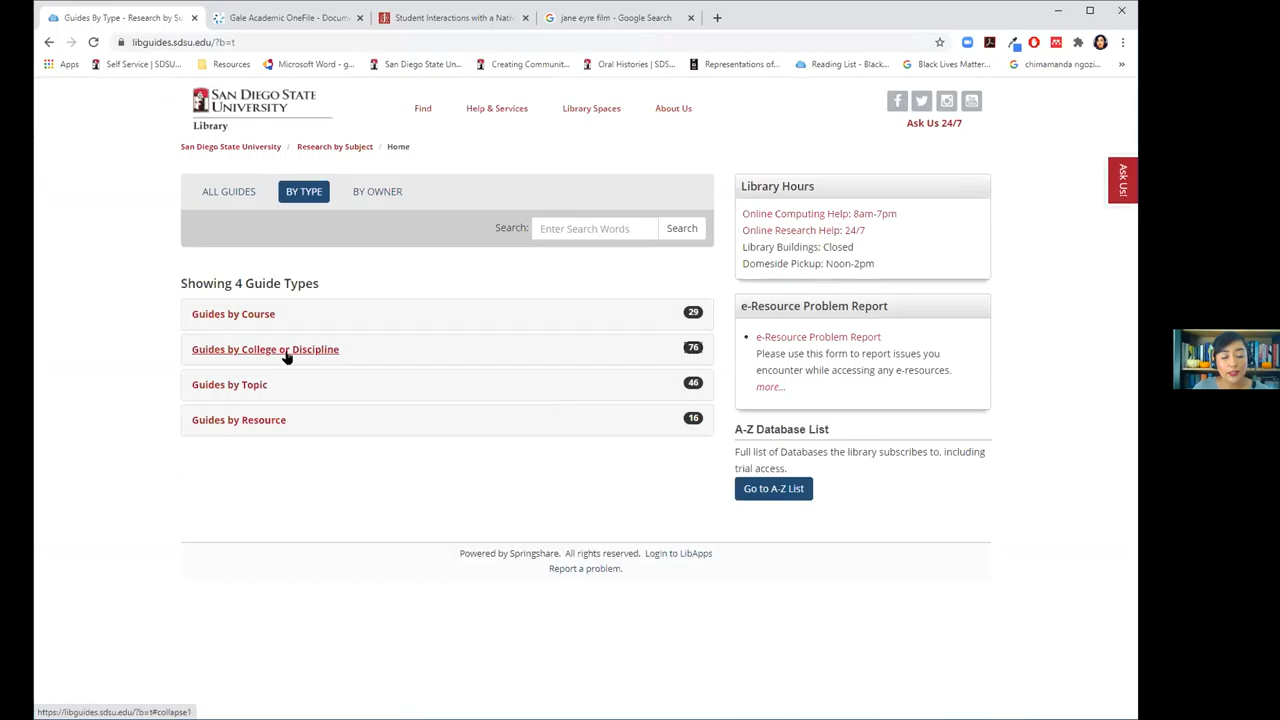 Guides By Type - Research by Su
Gale Academic OneFile - Docum
Student Interactions with a Nati
jane eyre film - Google Search
libguides.sdsu.edu/?b=t
Apps
Self Service | SDSU...
Resources
Microsoft Word - g...
San Diego State Un...
Creating Communit...
Oral Histories | SDS...
Representations of...
Reading List - Black...
Black Lives Matter...
chimamanda ngozi...
»
SAN DIEGO STATE
UNIVERSITY
Library
Find
Help & Services
Library Spaces
About Us
Ask Us 24/7
San Diego State University / Research by Subject / Home
Ask Us!
ALL GUIDES
BY TYPE
BY OWNER
Search: Enter Search Words Search
Showing 4 Guide Types
Guides by Course 29
Guides by College or Discipline 76
Guides by Topic 46
Guides by Resource 16
Library Hours
Online Computing Help: 8am-7pm
Online Research Help: 24/7
Library Buildings: Closed
Domeside Pickup: Noon-2pm
e-Resource Problem Report
e-Resource Problem Report
Please use this form to report issues you
encounter while accessing any e-resources.
more...
A-Z Database List
Full list of Databases the library subscribes to, including
trial access.
Go to A-Z List
Powered by Springshare. All rights reserved. Login to LibApps
Report a problem.
https://libguides.sdsu.edu/?b=t#collapse1